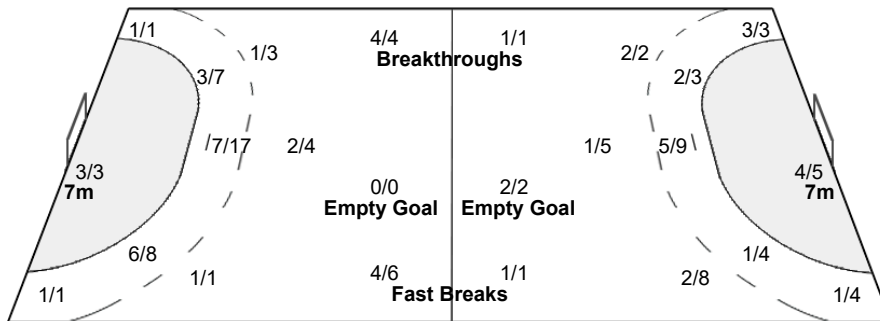 1/1 4/4 1/1 3/3
1/3 Breakthroughs 2/2
3/7 2/3
7/17 2/4 1/5 5/9
3/3 4/5
7m 0/0 2/2 7m
Empty Goal Empty Goal
6/8 1/4
1/1 4/6 1/1 2/8
1/1 Fast Breaks 1/4